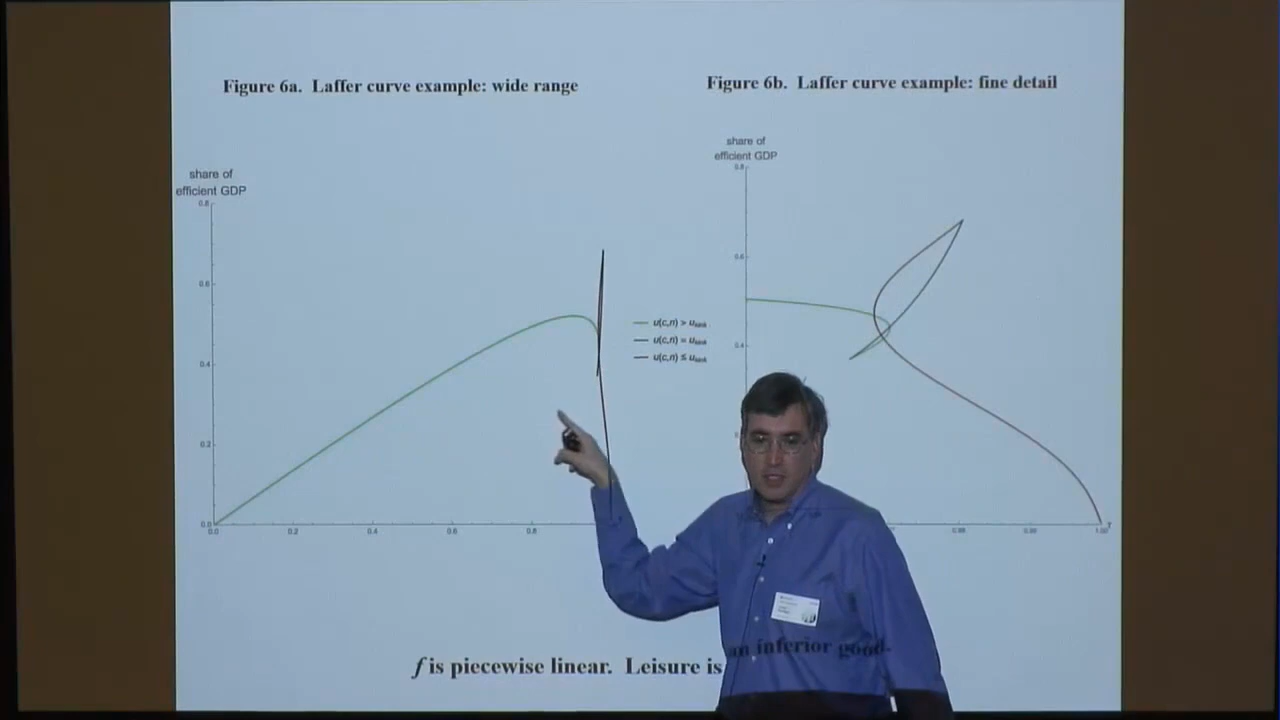 Figure 6a. Laffer curve example: wide range
share of
efficient GDP
0.8
0.6
0.4
0.2
0.0
0.0 0.2 0.4 0.6 0.8
u(c,n) > u
u(c,n) = u
u(c,n) ≤ u
Figure 6b. Laffer curve example: fine detail
share of
efficient GDP
0.8
0.6
0.4
1.00
f is piecewise linear. Leisure is an inferior good.